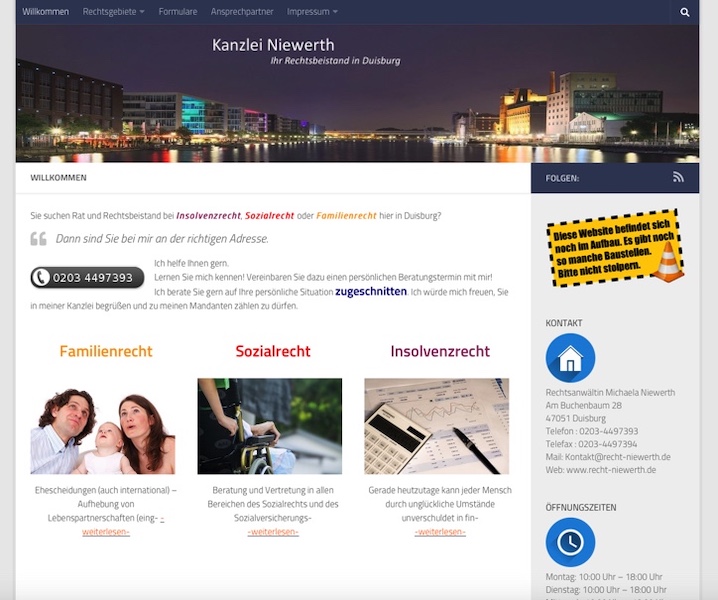 Willkommen Rechtsgebiete Formulare Ansprechpartner Impressum
Kanzlei Niewerth
Ihr Rechtsbeistand in Duisburg
WILLKOMMEN
Sie suchen Rat und Rechtsbeistand bei Insolvenzrecht, Sozialrecht oder Familienrecht hier in Duisburg?
Dann sind Sie bei mir an der richtigen Adresse.
0203 4497393
Ich helfe Ihnen gern.
Lernen Sie mich kennen! Vereinbaren Sie dazu einen persönlichen Beratungstermin mit mir!
Ich berate Sie gern auf Ihre persönliche Situation zugeschnitten. Ich würde mich freuen, Sie
in meiner Kanzlei begrüßen und zu meinen Mandanten zählen zu dürfen.
Familienrecht
Ehescheidungen (auch international) –
Aufhebung von
Lebenspartnerschaften (eing- -
weiterlesen-
Sozialrecht
Beratung und Vertretung in allen
Bereichen des Sozialrechts und des
Sozialversicherungs-
-weiterlesen-
Insolvenzrecht
Gerade heutzutage kann jeder Mensch
durch unglückliche Umstände
unverschuldet in fin-
-weiterlesen-
FOLGEN:
Diese Website befindet sich
noch im Aufbau. Es gibt noch
so manche Baustellen.
Bitte nicht stolpern.
KONTAKT
Rechtsanwältin Michaela Niewerth
Am Buchenbaum 28
47051 Duisburg
Telefon : 0203-4497393
Telefax : 0203-4497394
Mail: Kontakt@recht-niewerth.de
Web: www.recht-niewerth.de
ÖFFNUNGSZEITEN
Montag: 10:00 Uhr – 18:00 Uhr
Dienstag: 10:00 Uhr – 18:00 Uhr